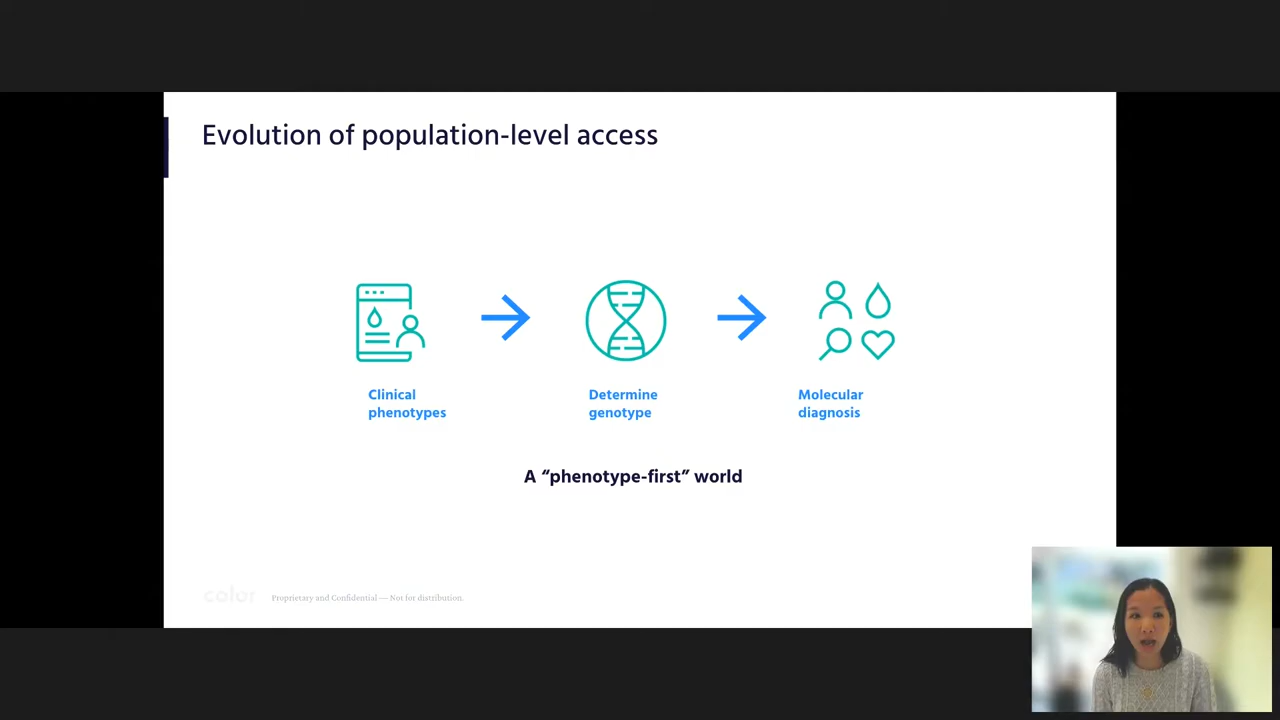 Evolution of population-level access
Clinical
phenotypes
Determine
genotype
Molecular
diagnosis
A “phenotype-first” world
color
Proprietary and Confidential — Not for distribution.